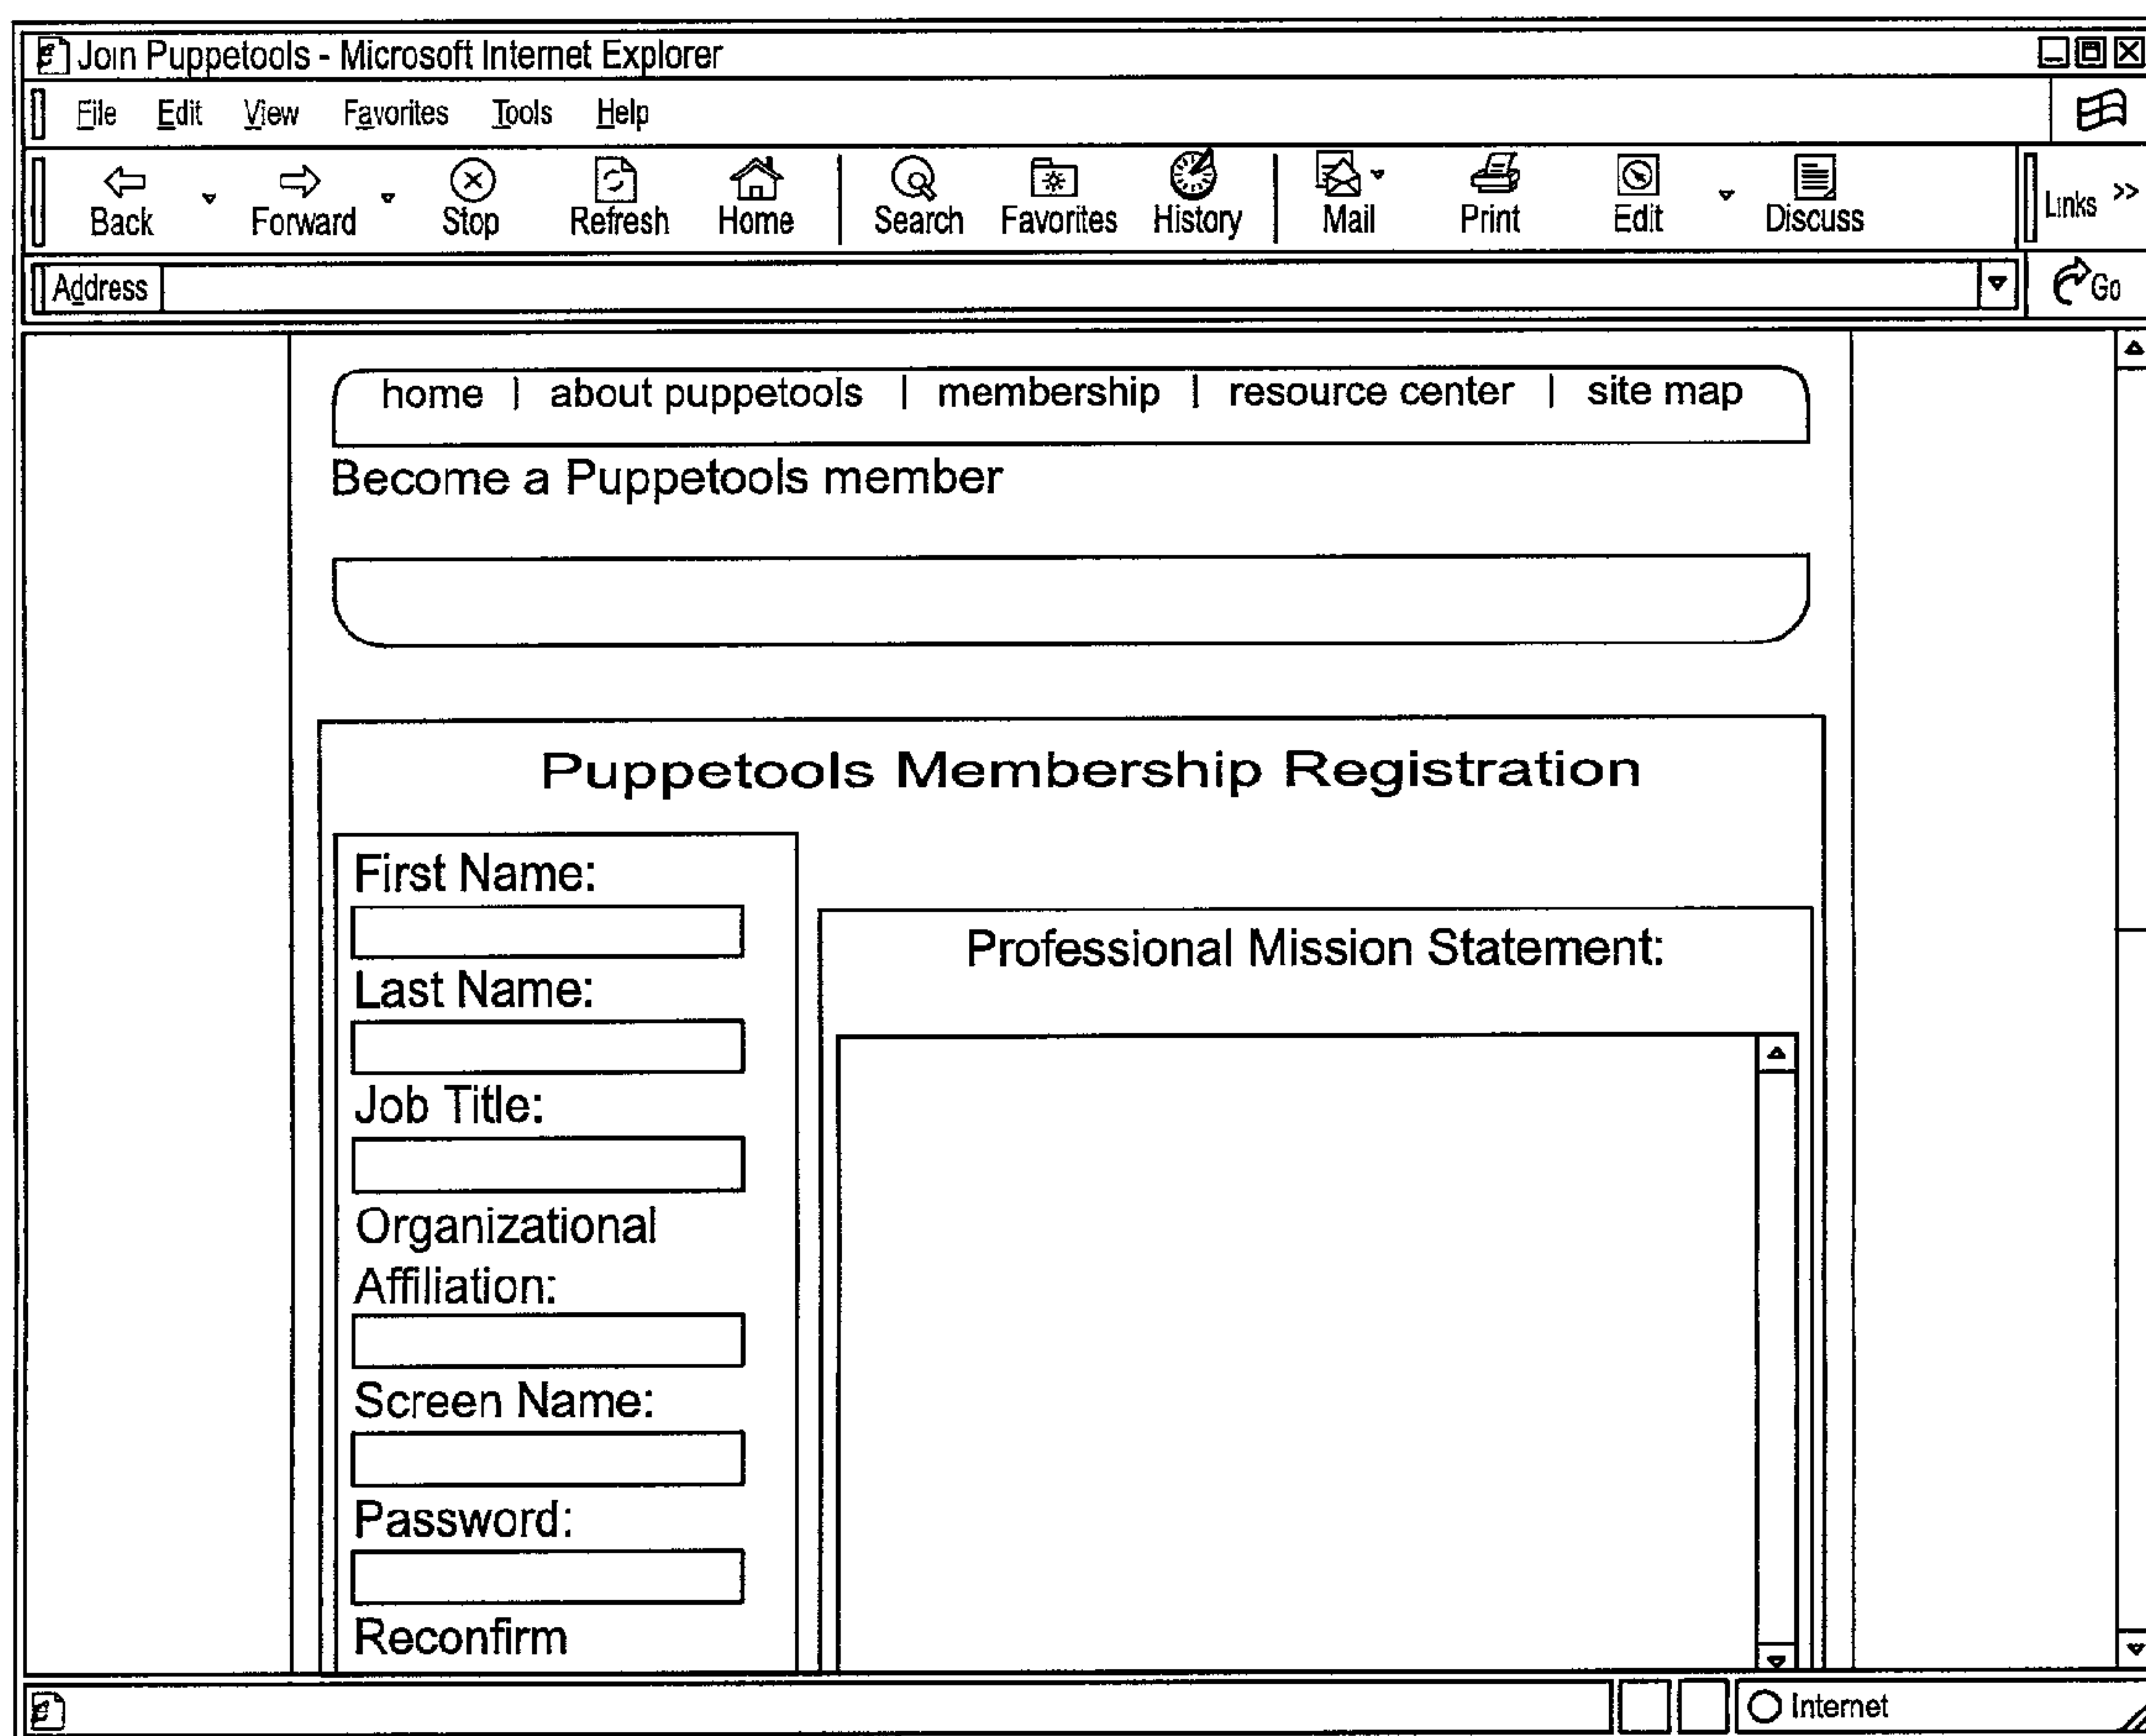 Join Puppetools - Microsoft Internet Explorer
File Edit View Favorites Tools Help
Back Forward Stop Refresh Home Search Favorites History Mail Print Edit Discuss Links >>
Address Go
home | about puppetools | membership | resource center | site map
Become a Puppetools member
Puppetools Membership Registration
First Name:
Last Name:
Job Title:
Organizational
Affiliation:
Screen Name:
Password:
Reconfirm
Professional Mission Statement:
Internet